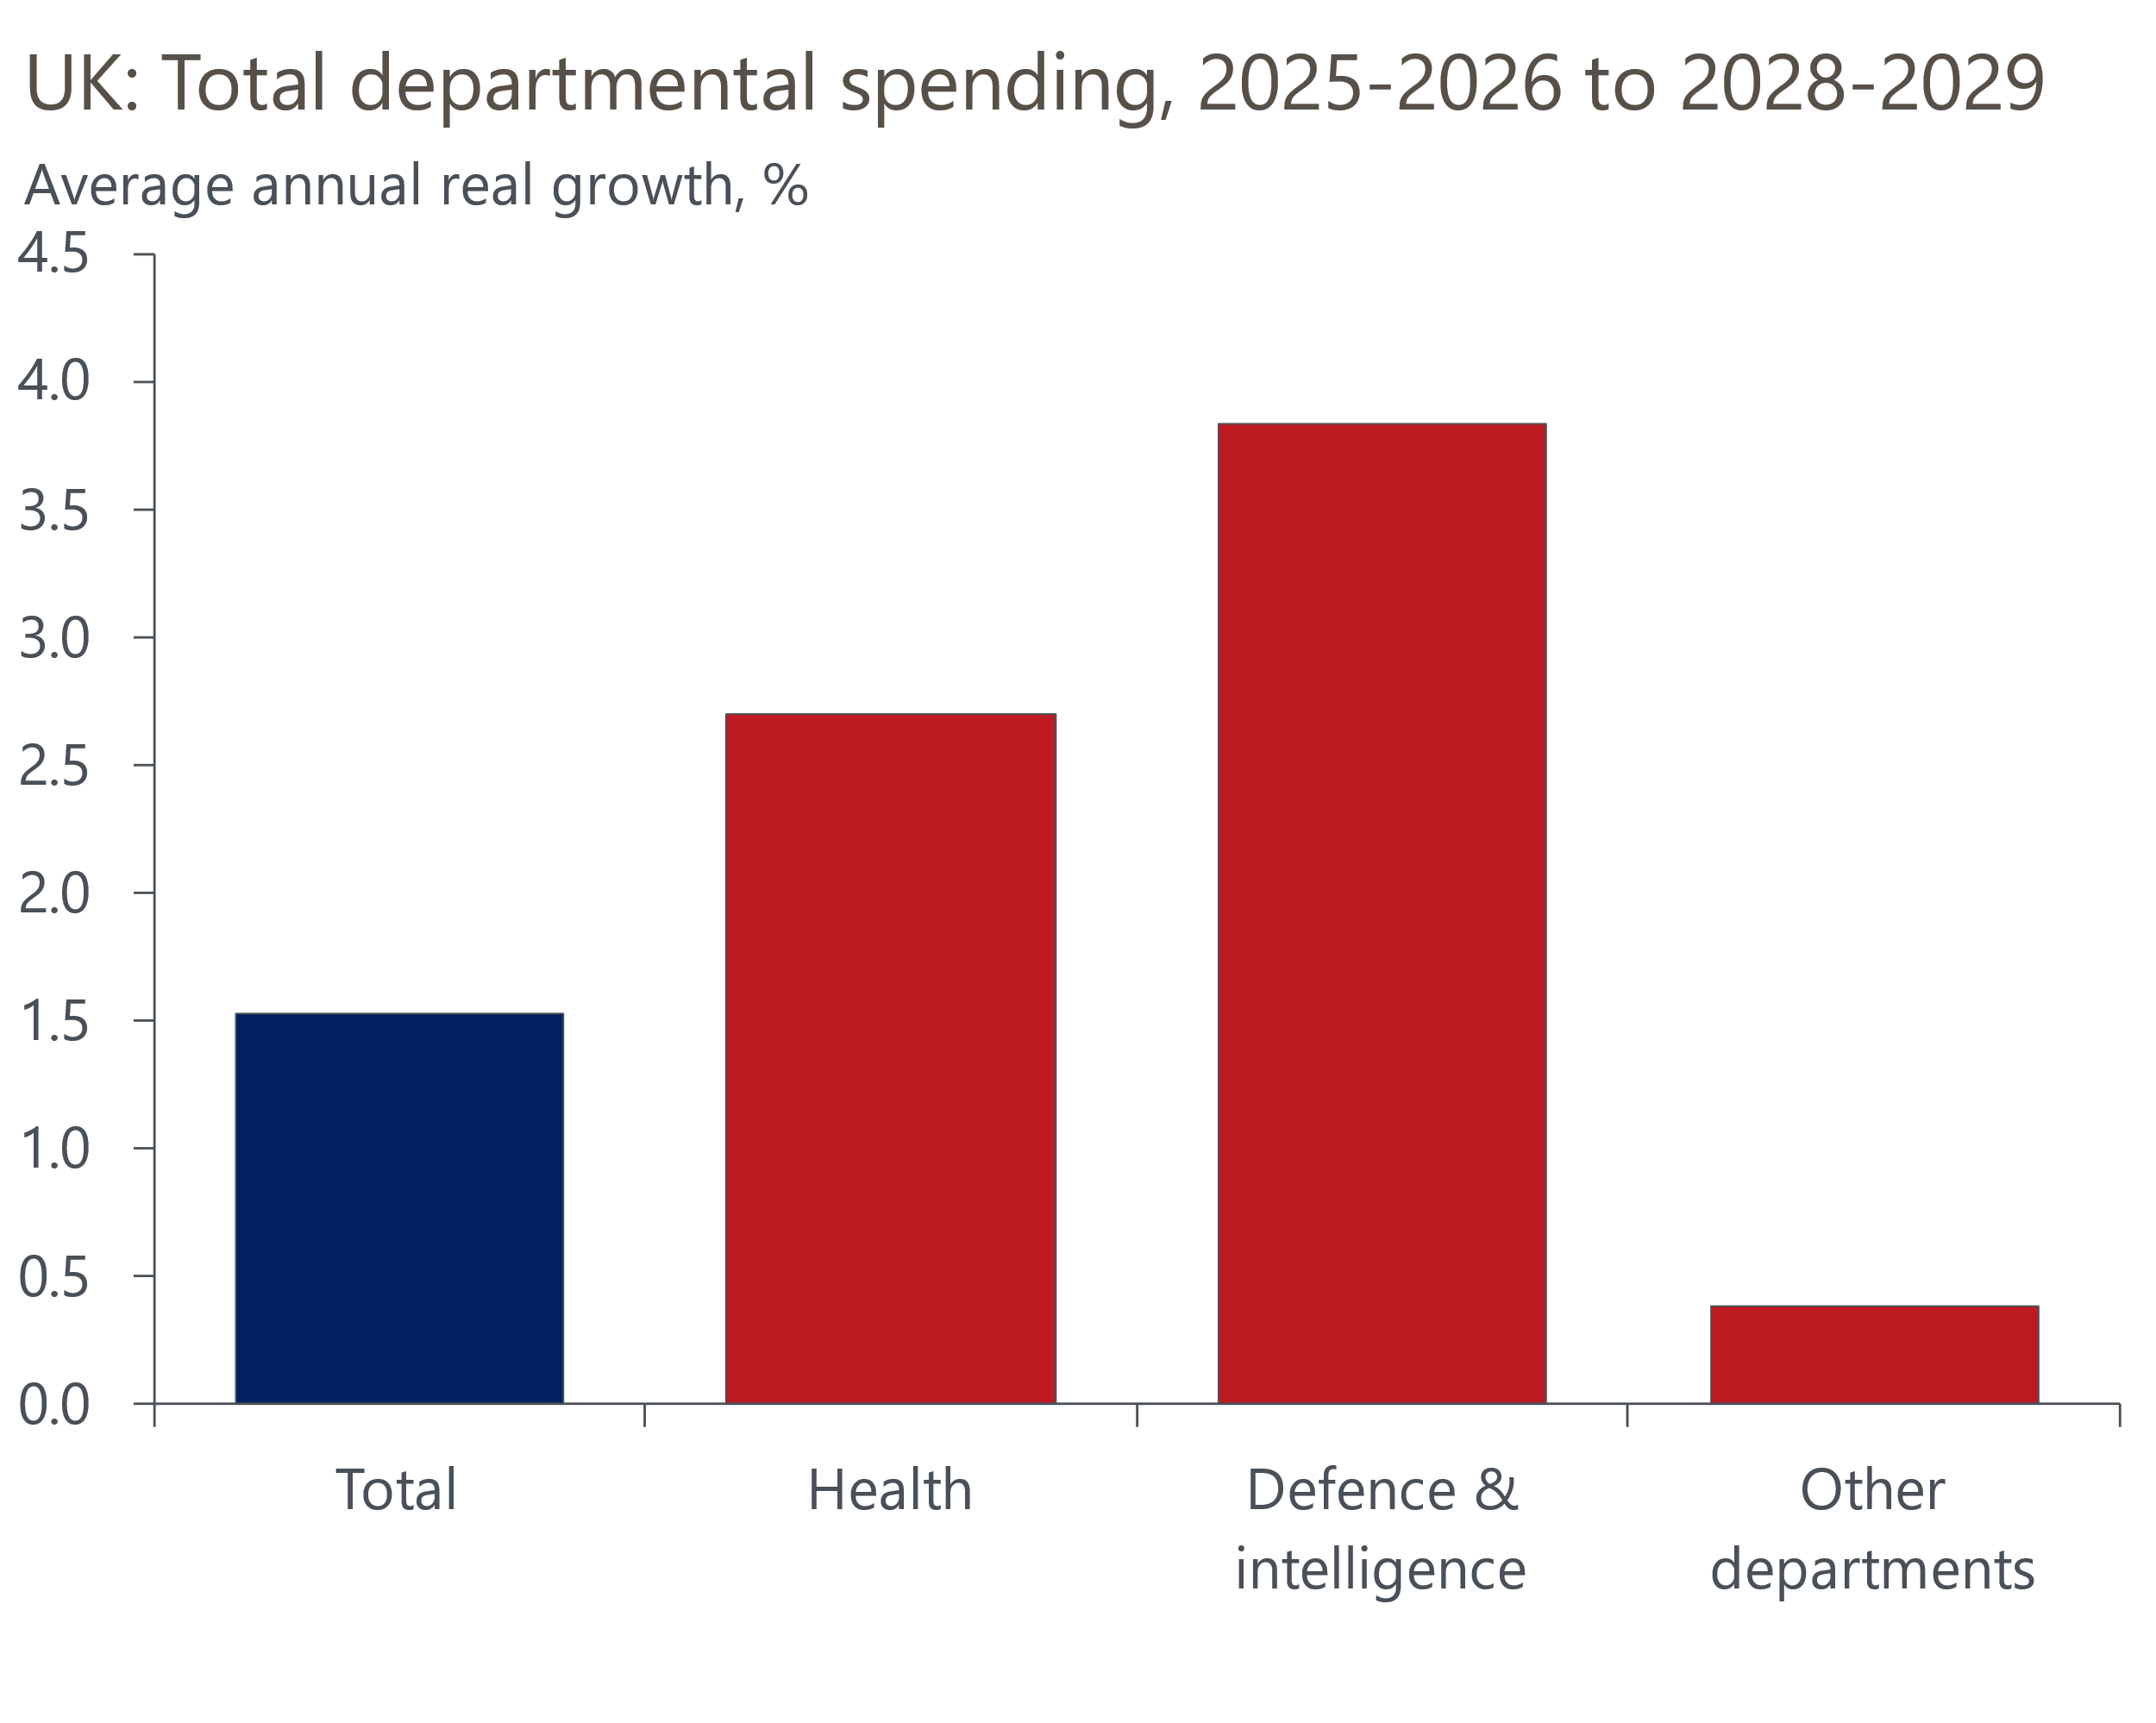 UK: Total departmental spending, 2025-2026 to 2028-2029
Average annual real growth, %
4.5
4.0
3.5
3.0
2.5
2.0
1.5
1.0
0.5
0.0
Total Health Defence & Other
intelligence departments